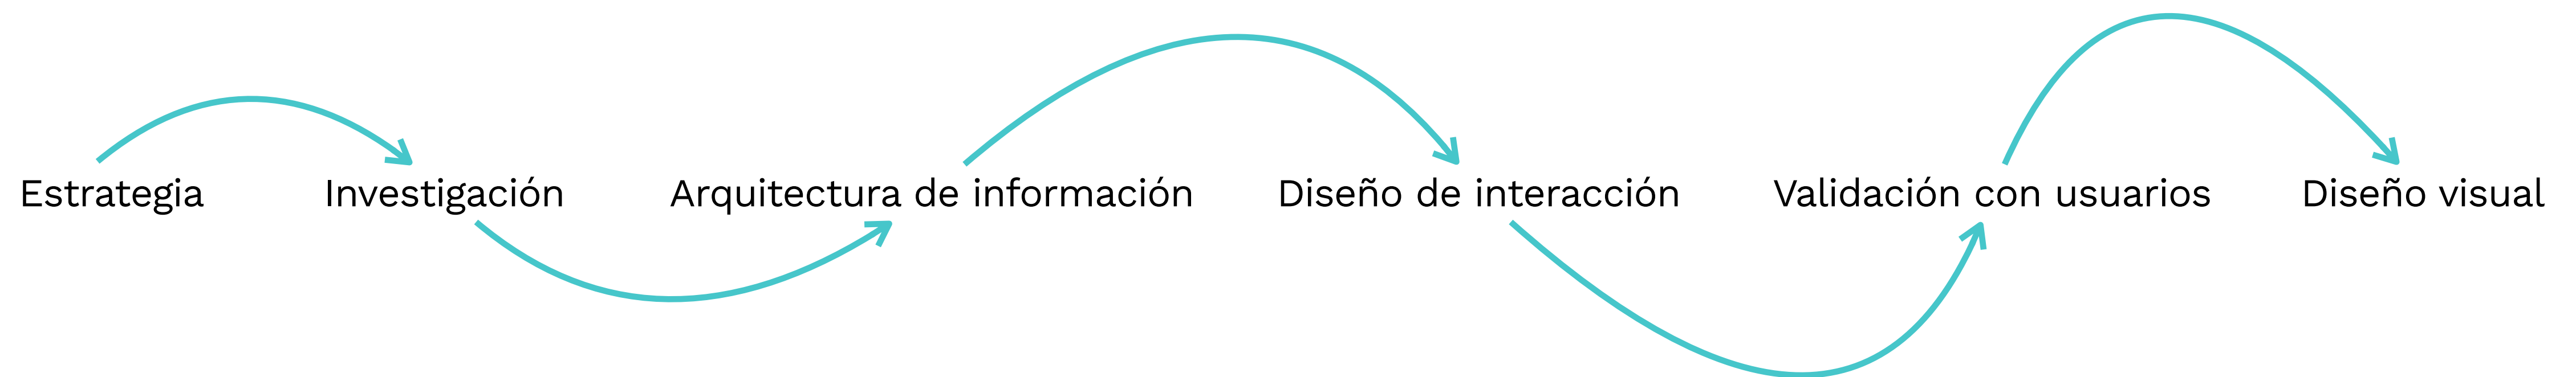 Estrategia Investigación Arquitectura de información Diseño de interacción Validación con usuarios Diseño visual